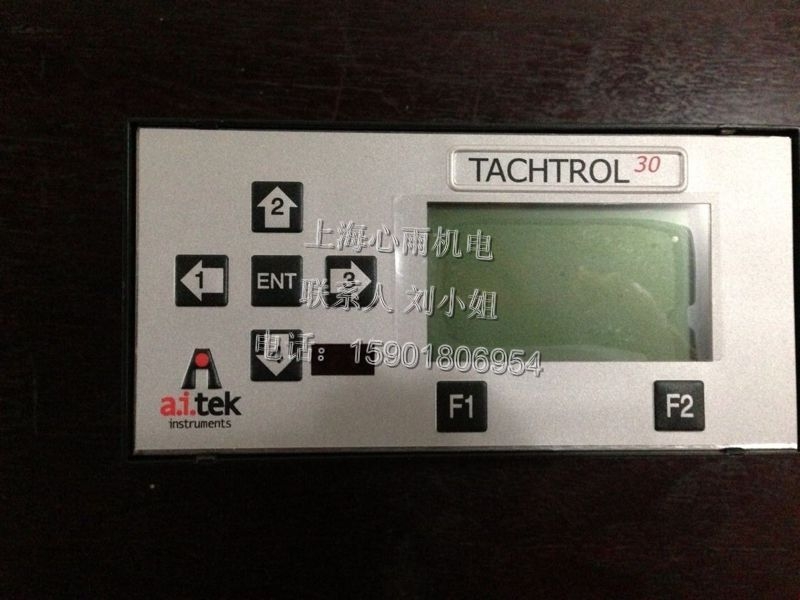 TACHTROL 30
2
1
ENT
3
4
上海心雨机电
联系人 刘小姐
电话：15901806954
F1
F2
a.i.tek
instruments